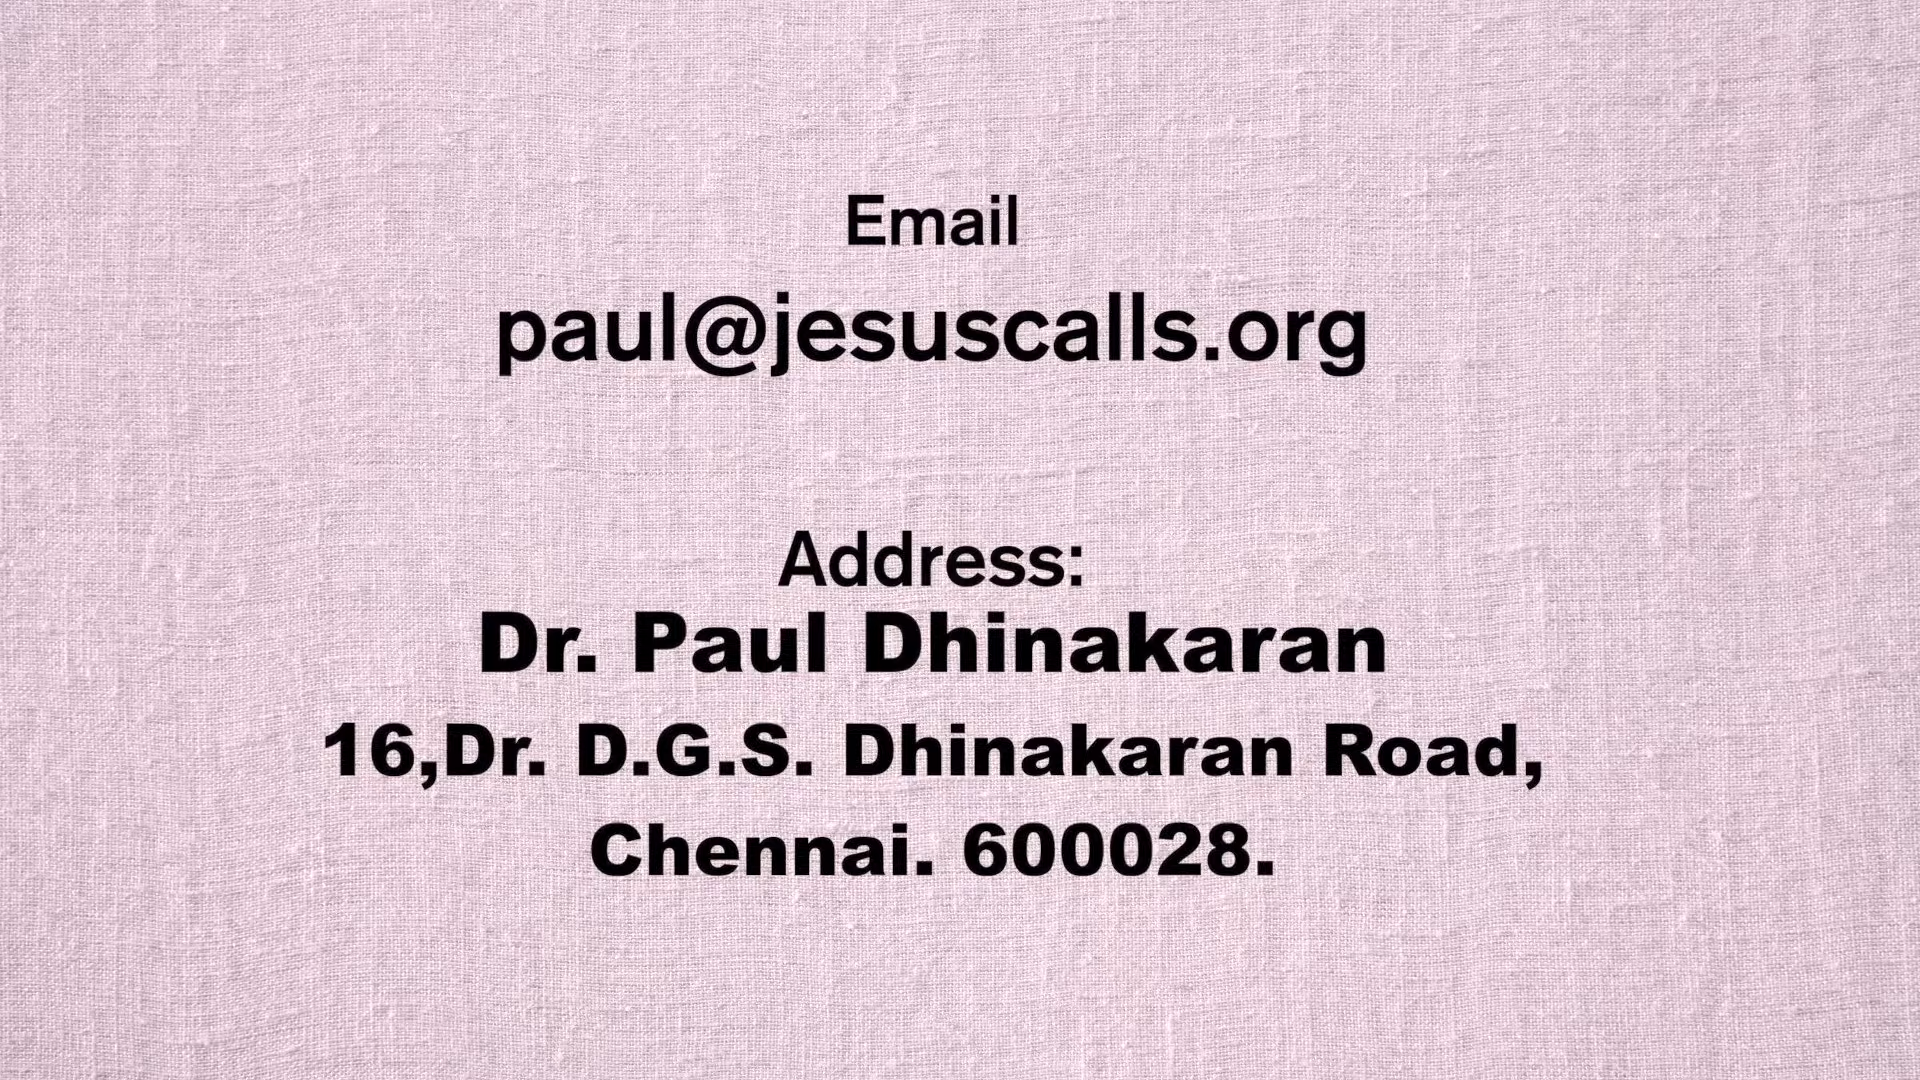 Email
paul@jesuscalls.org
Address:
Dr. Paul Dhinakaran
16,Dr. D.G.S. Dhinakaran Road,
Chennai. 600028.